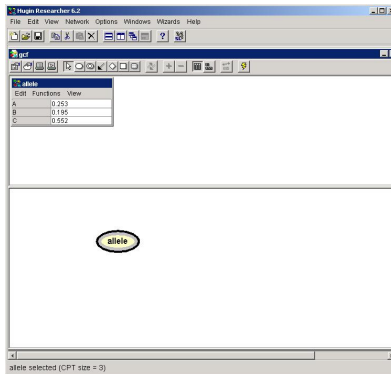 Hugin Researcher 6.2
File Edit View Network Options Windows Wizards Help
gcf
allele
Edit Functions View
A 0.253
B 0.195
C 0.552
allele
allele selected (CPT size = 3)